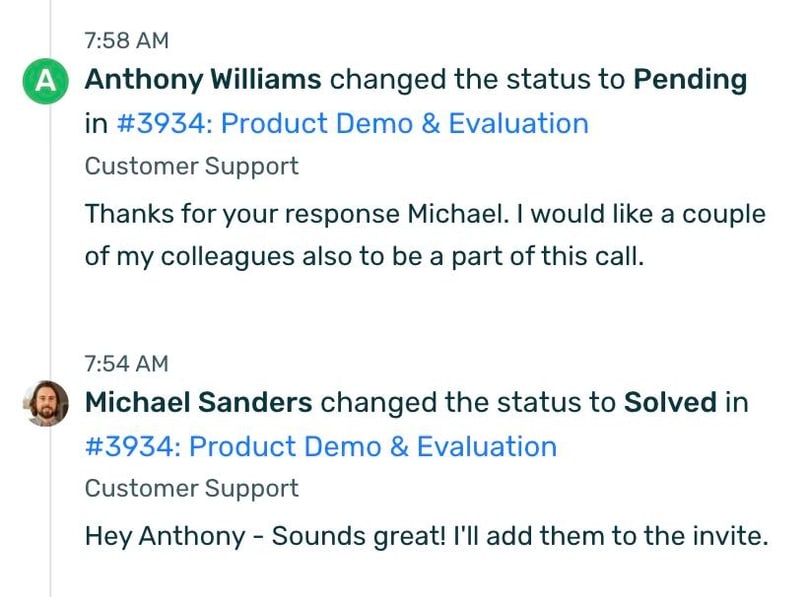 7:58 AM
A
Anthony Williams changed the status to Pending
in #3934: Product Demo & Evaluation
Customer Support
Thanks for your response Michael. I would like a couple
of my colleagues also to be a part of this call.
7:54 AM
Michael Sanders changed the status to Solved in
#3934: Product Demo & Evaluation
Customer Support
Hey Anthony - Sounds great! I'll add them to the invite.